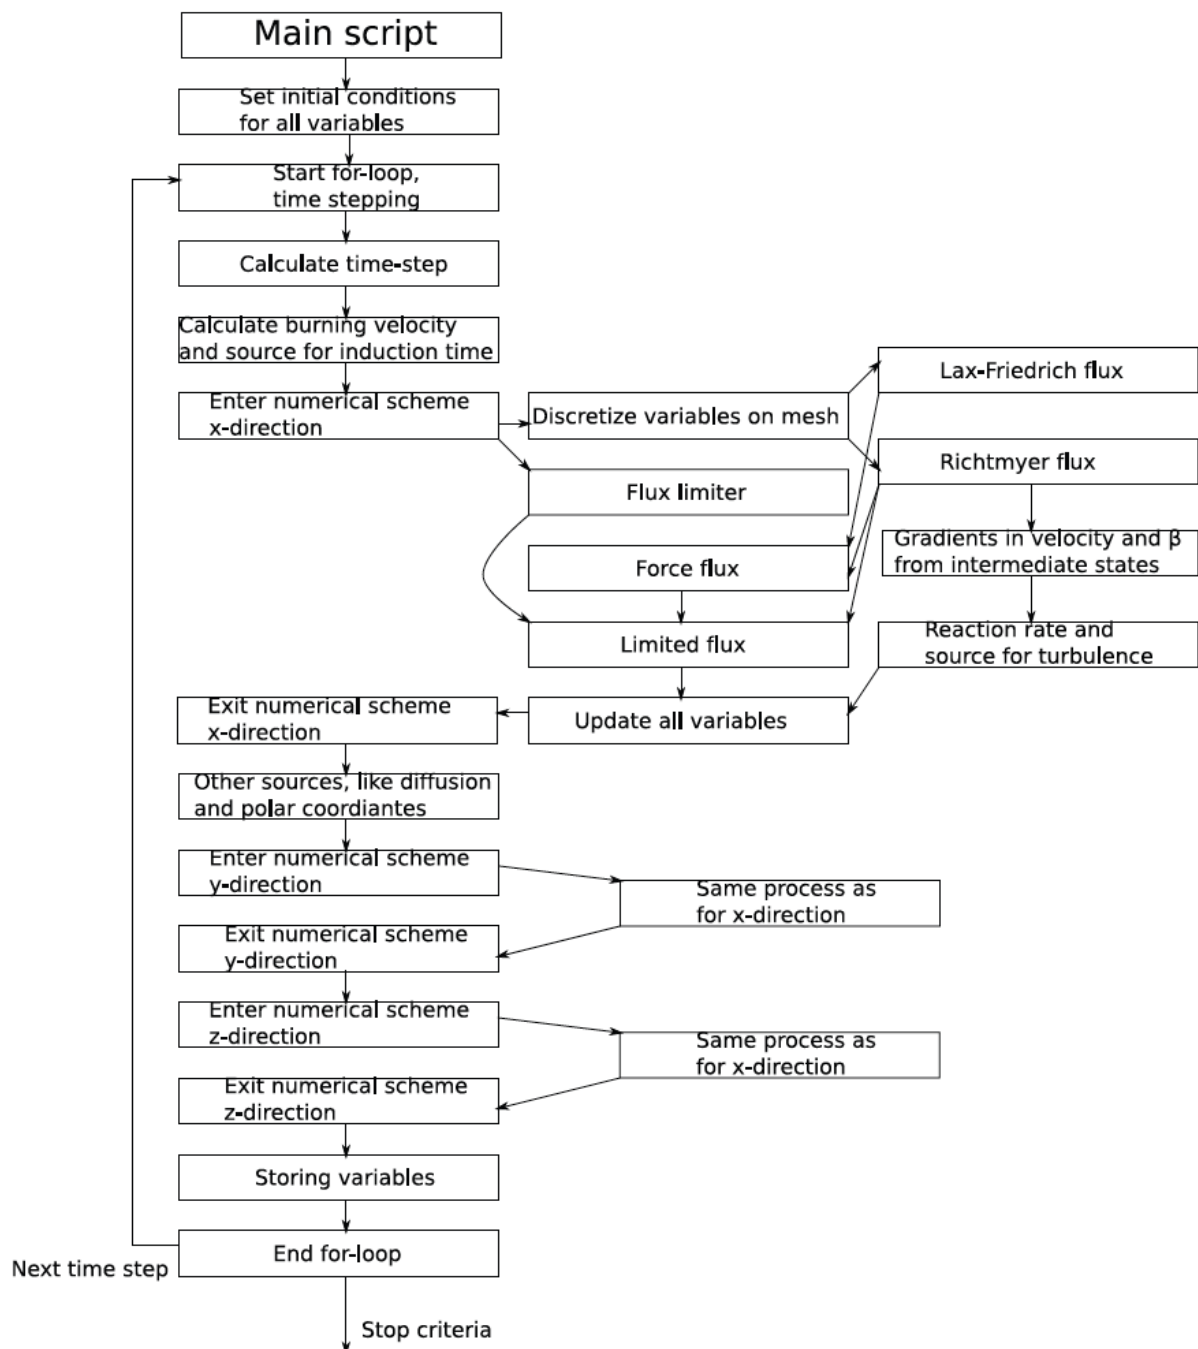 Main script
Set initial conditions
for all variables
Start for-loop,
time stepping
Calculate time-step
Calculate burning velocity
and source for induction time
Enter numerical scheme
x-direction
Discretize variables on mesh
Lax-Friedrich flux
Richtmyer flux
Flux limiter
Gradients in velocity and β
from intermediate states
Force flux
Limited flux
Reaction rate and
source for turbulence
Update all variables
Exit numerical scheme
x-direction
Other sources, like diffusion
and polar coordiantes
Enter numerical scheme
y-direction
Same process as
for x-direction
Exit numerical scheme
y-direction
Enter numerical scheme
z-direction
Same process as
for x-direction
Exit numerical scheme
z-direction
Storing variables
End for-loop
Next time step
Stop criteria